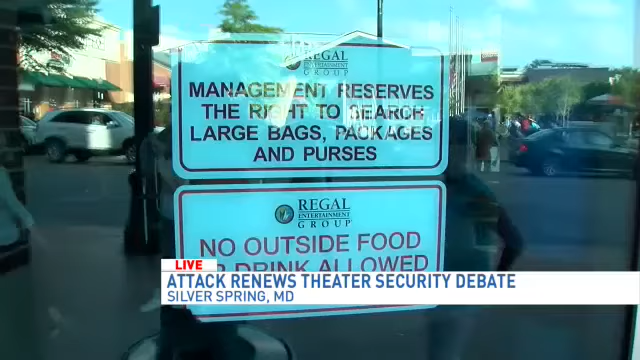 REGAL
ENTERTAINMENT
GROUP
MANAGEMENT RESERVES
THE RIGHT TO SEARCH
LARGE BAGS, PACKAGES
AND PURSES
REGAL
ENTERTAINMENT
GROUP
NO OUTSIDE FOOD
DRINK ALLOWED
LIVE
ATTACK RENEWS THEATER SECURITY DEBATE
SILVER SPRING, MD